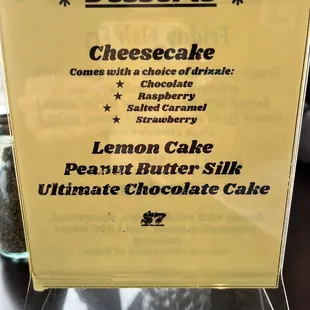 Desserts
Cheesecake
Comes with a choice of drizzle:
★ Chocolate
★ Raspberry
★ Salted Caramel
★ Strawberry
Lemon Cake
Peanut Butter Silk
Ultimate Chocolate Cake
$7